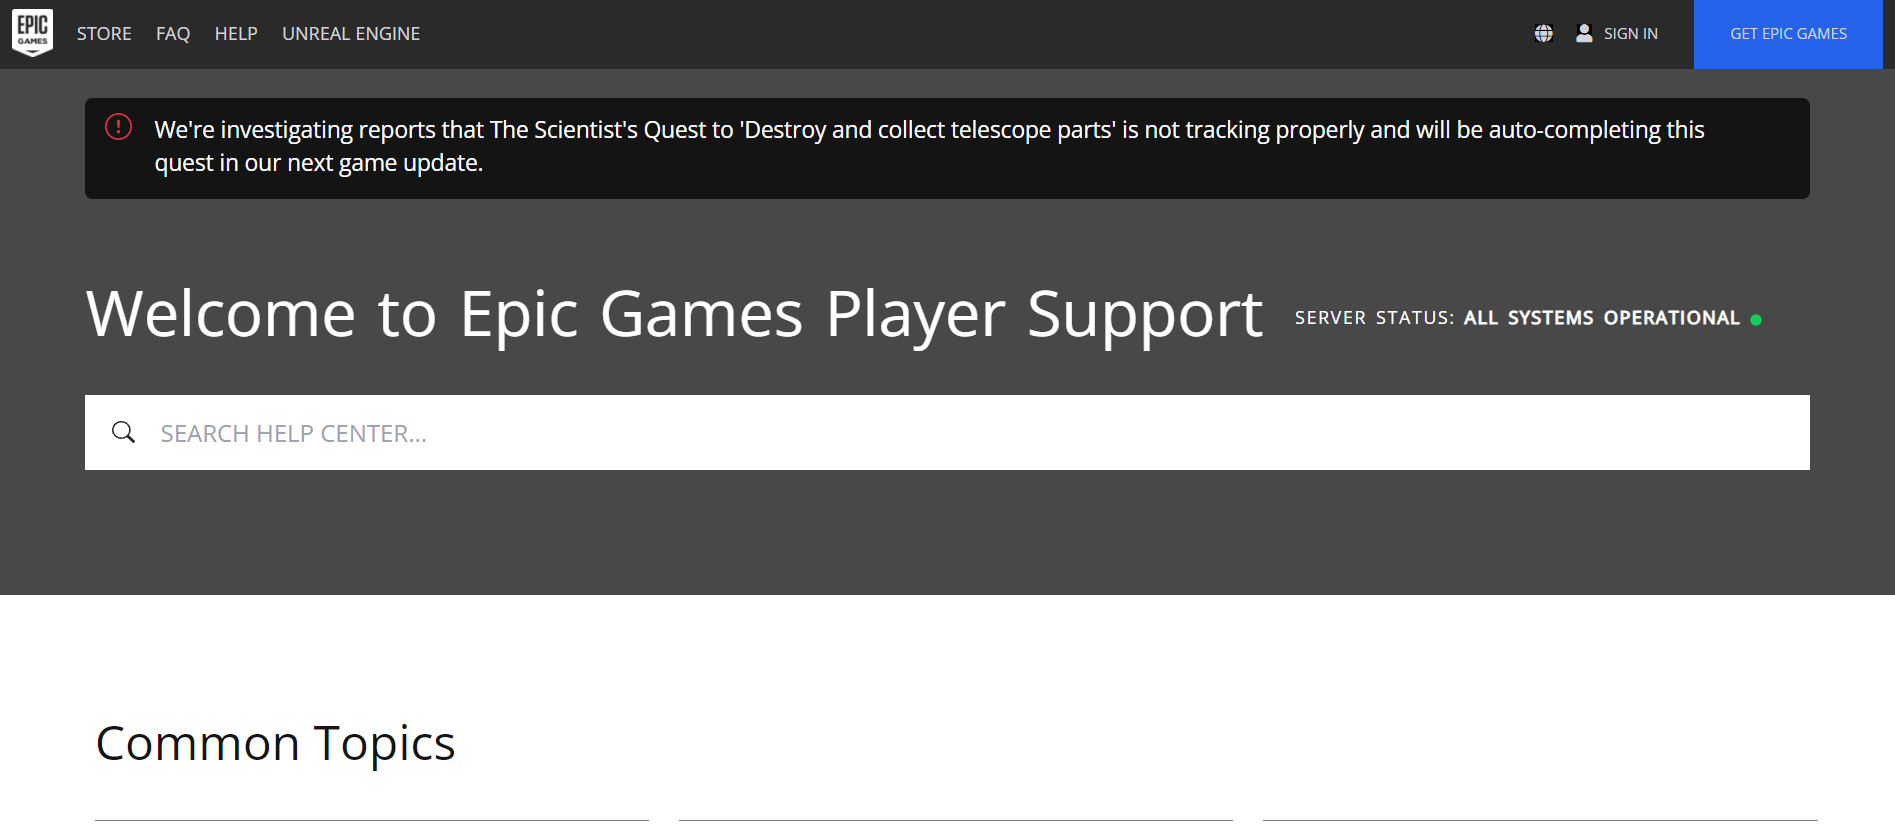 EPIC
GAMES
STORE FAQ HELP UNREAL ENGINE SIGN IN GET EPIC GAMES
We're investigating reports that The Scientist's Quest to 'Destroy and collect telescope parts' is not tracking properly and will be auto-completing this
quest in our next game update.
Welcome to Epic Games Player Support SERVER STATUS: ALL SYSTEMS OPERATIONAL
SEARCH HELP CENTER...
Common Topics